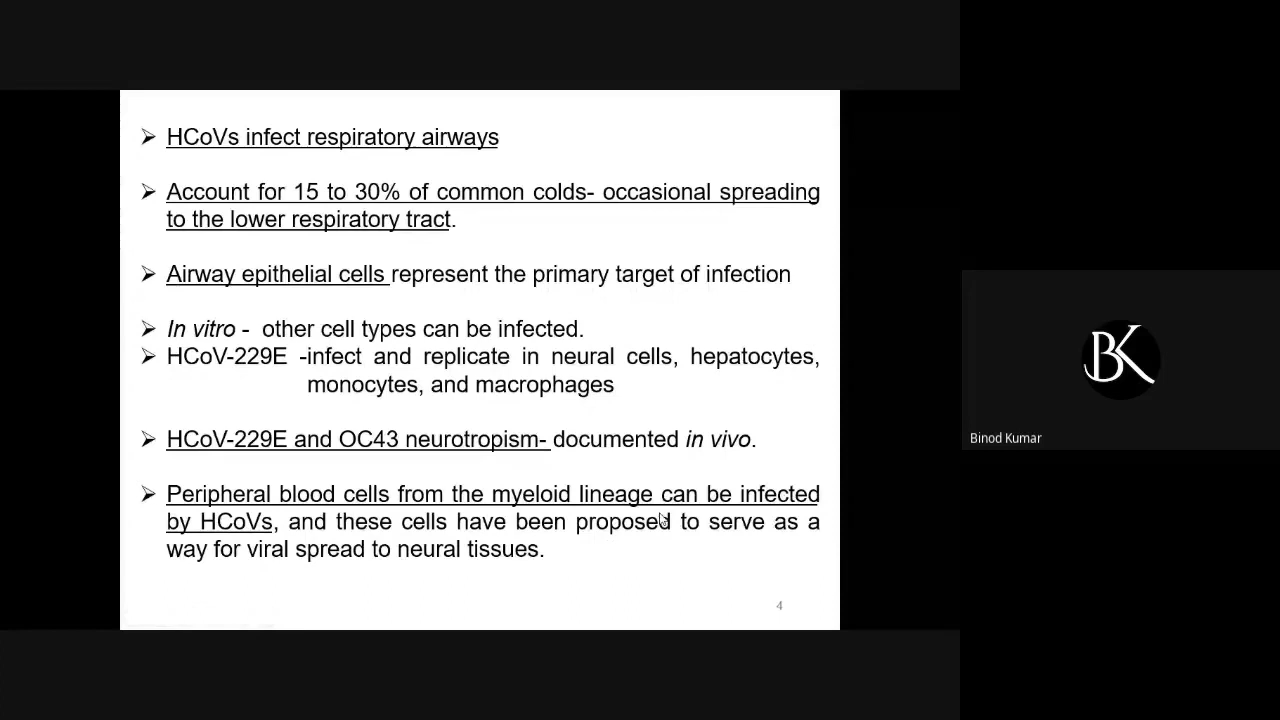 ➢ HCoVs infect respiratory airways
➢ Account for 15 to 30% of common colds- occasional spreading
to the lower respiratory tract.
➢ Airway epithelial cells represent the primary target of infection
➢ In vitro - other cell types can be infected.
➢ HCoV-229E -infect and replicate in neural cells, hepatocytes,
monocytes, and macrophages
➢ HCoV-229E and OC43 neurotropism- documented in vivo.
➢ Peripheral blood cells from the myeloid lineage can be infected
by HCoVs, and these cells have been proposed to serve as a
way for viral spread to neural tissues.
4
BK
Binod Kumar